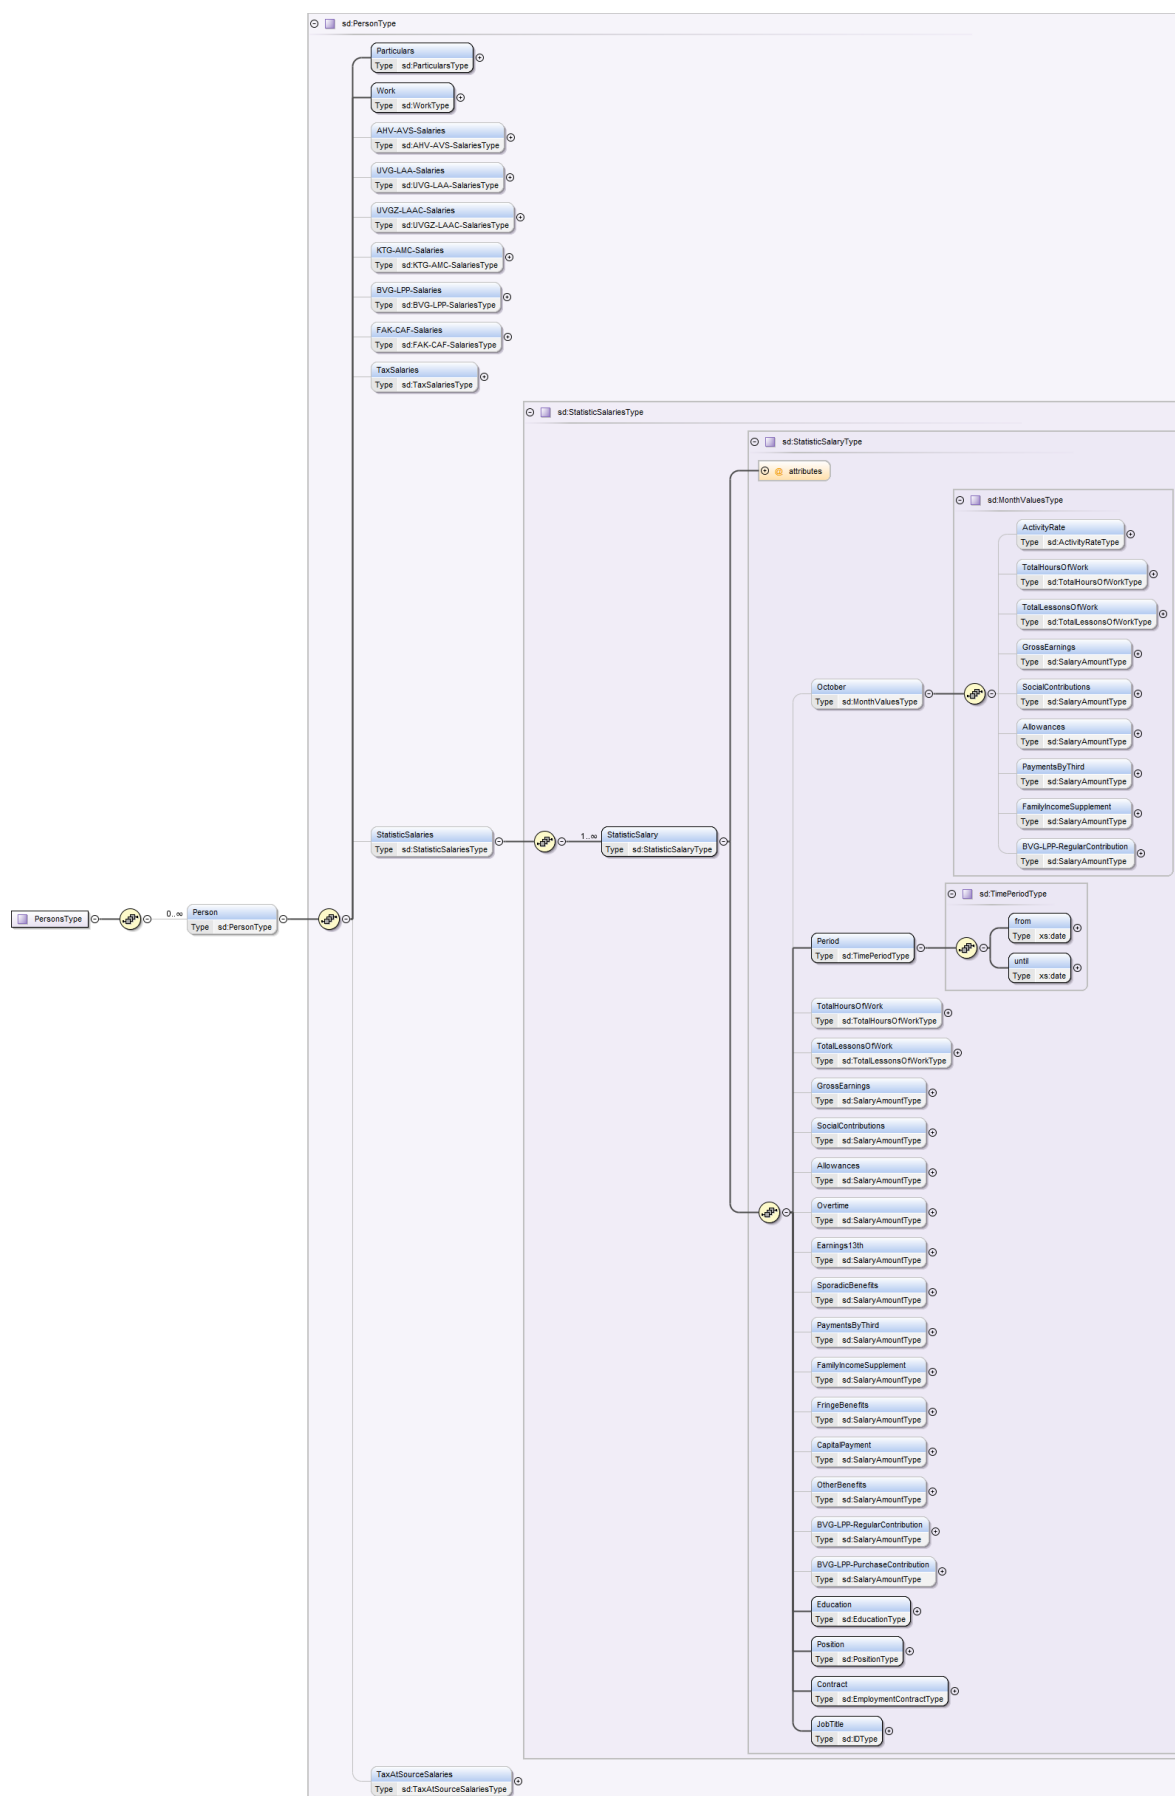 sd:PersonType
Particulars
Type sd:ParticularsType
Work
Type sd:WorkType
AHV-AVS-Salaries
Type sd:AHV-AVS-SalariesType
UVG-LAA-Salaries
Type sd:UVG-LAA-SalariesType
UVGZ-LAAC-Salaries
Type sd:UVGZ-LAAC-SalariesType
KTG-AMC-Salaries
Type sd:KTG-AMC-SalariesType
BVG-LPP-Salaries
Type sd:BVG-LPP-SalariesType
FAK-CAF-Salaries
Type sd:FAK-CAF-SalariesType
TaxSalaries
Type sd:TaxSalariesType
sd:StatisticSalariesType
sd:StatisticSalaryType
attributes
sd:MonthValuesType
ActivityRate
Type sd:ActivityRateType
TotalHoursOfWork
Type sd:TotalHoursOfWorkType
TotalLessonsOfWork
Type sd:TotalLessonsOfWorkType
GrossEarnings
Type sd:SalaryAmountType
October
Type sd:MonthValuesType
SocialContributions
Type sd:SalaryAmountType
Allowances
Type sd:SalaryAmountType
PaymentsByThird
Type sd:SalaryAmountType
FamilyIncomeSupplement
Type sd:SalaryAmountType
StatisticSalaries
Type sd:StatisticSalariesType
1..∞
StatisticSalary
Type sd:StatisticSalaryType
BVG-LPP-RegularContribution
Type sd:SalaryAmountType
sd:TimePeriodType
PersonsType
0..∞
Person
Type sd:PersonType
from
Type xs:date
Period
Type sd:TimePeriodType
until
Type xs:date
TotalHoursOfWork
Type sd:TotalHoursOfWorkType
TotalLessonsOfWork
Type sd:TotalLessonsOfWorkType
GrossEarnings
Type sd:SalaryAmountType
SocialContributions
Type sd:SalaryAmountType
Allowances
Type sd:SalaryAmountType
Overtime
Type sd:SalaryAmountType
Earnings13th
Type sd:SalaryAmountType
SporadicBenefits
Type sd:SalaryAmountType
PaymentsByThird
Type sd:SalaryAmountType
FamilyIncomeSupplement
Type sd:SalaryAmountType
FringeBenefits
Type sd:SalaryAmountType
CapitalPayment
Type sd:SalaryAmountType
OtherBenefits
Type sd:SalaryAmountType
BVG-LPP-RegularContribution
Type sd:SalaryAmountType
BVG-LPP-PurchaseContribution
Type sd:SalaryAmountType
Education
Type sd:EducationType
Position
Type sd:PositionType
Contract
Type sd:EmploymentContractType
JobTitle
Type sd:IDType
TaxAtSourceSalaries
Type sd:TaxAtSourceSalariesType